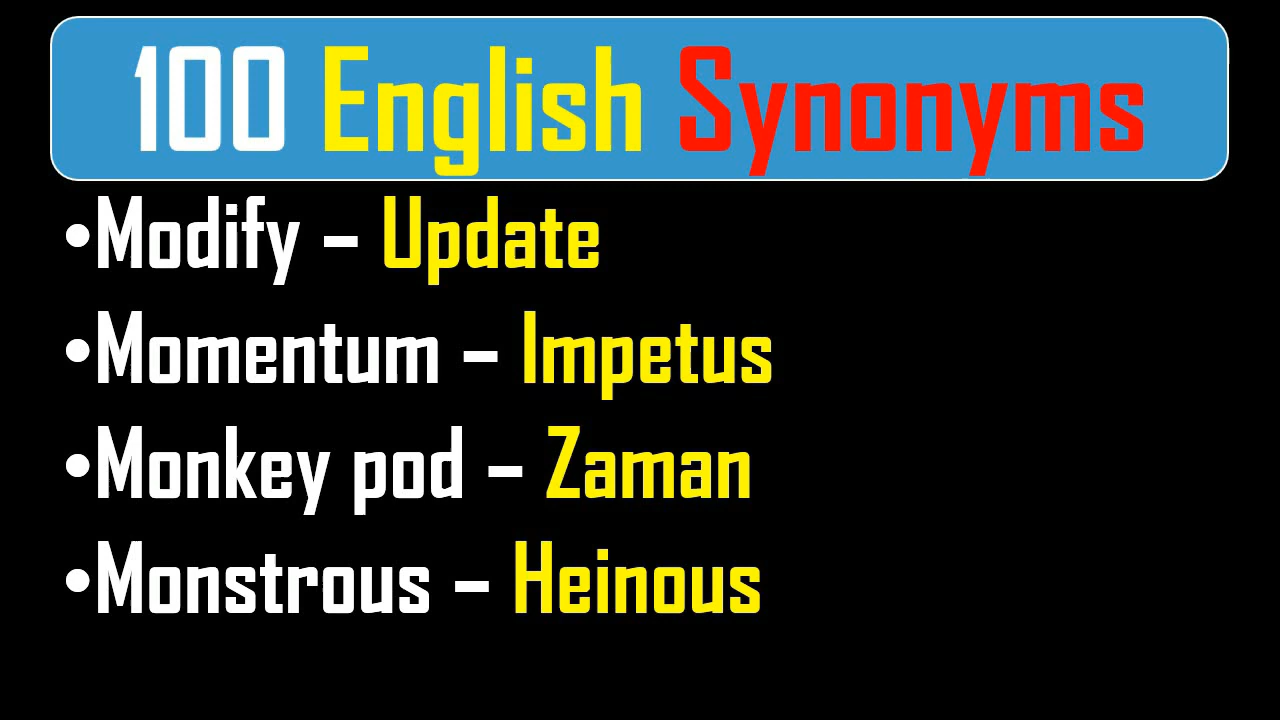 100 English Synonyms
•Modify – Update
•Momentum – Impetus
•Monkey pod – Zaman
•Monstrous – Heinous